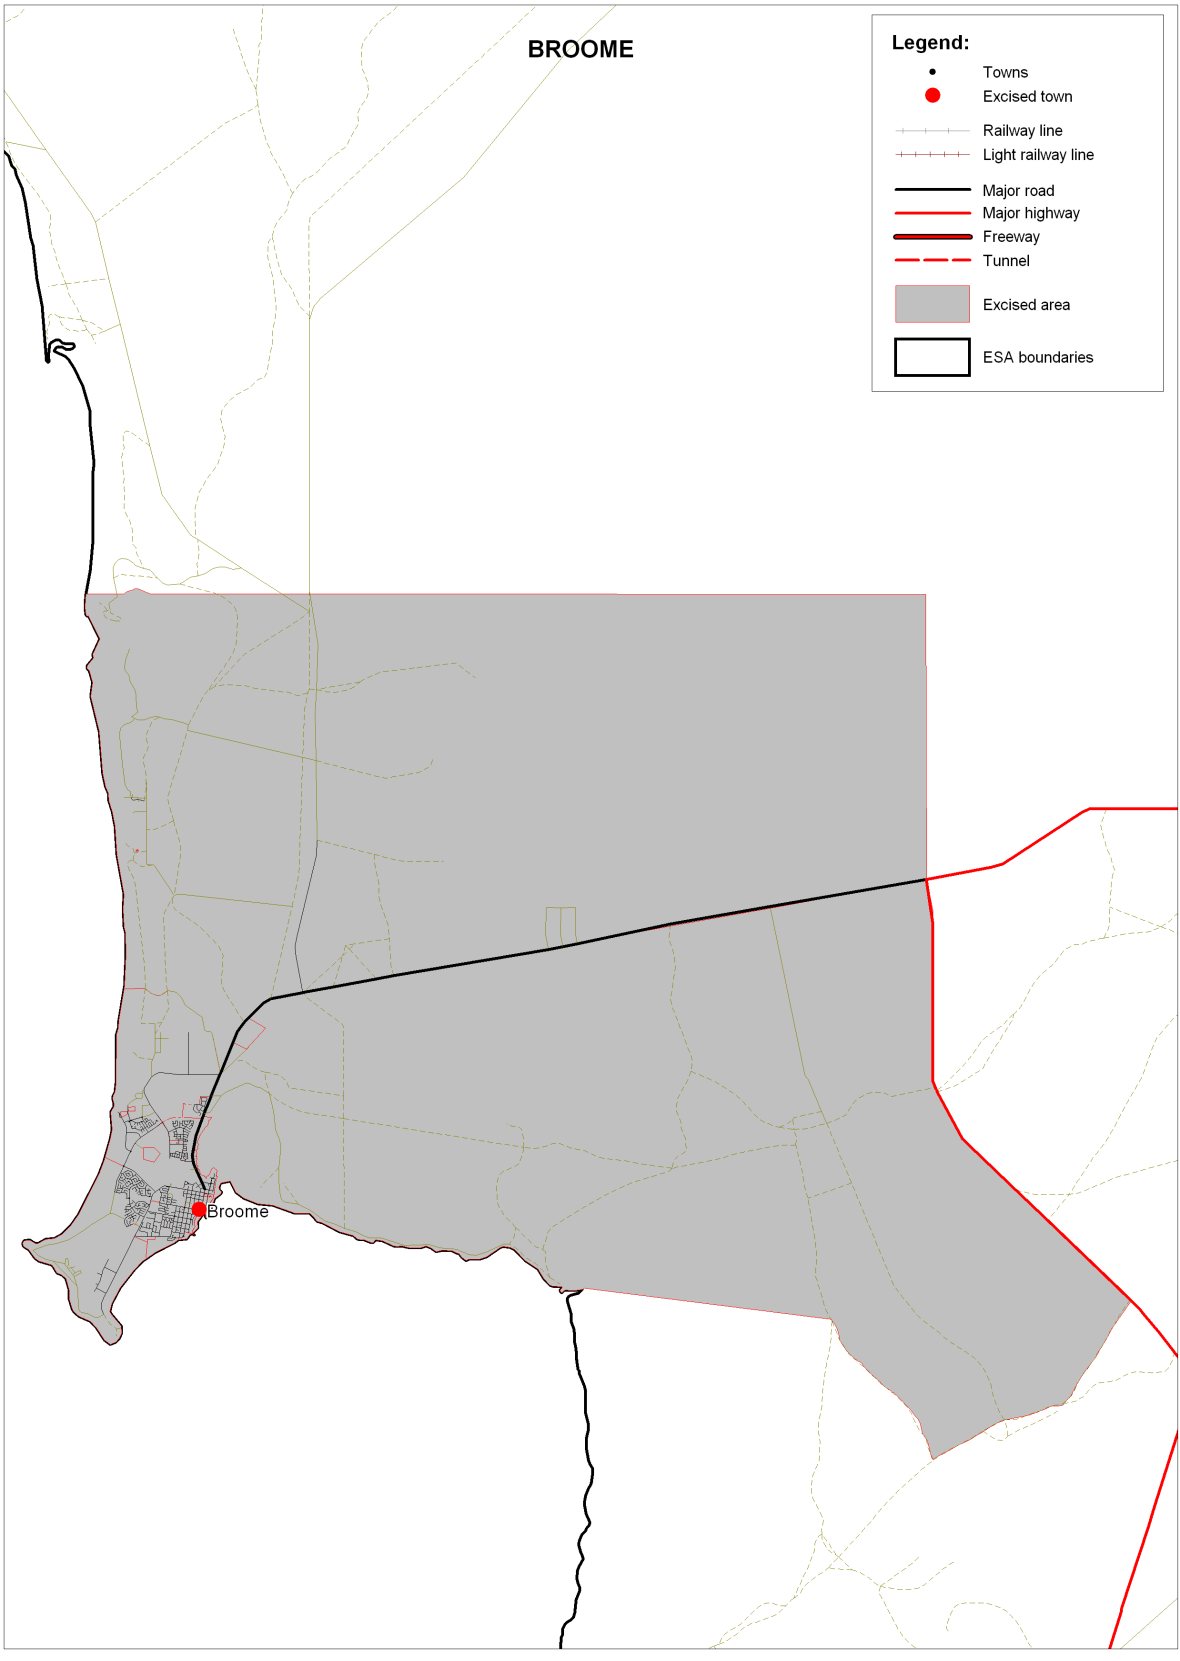 BROOME
Legend:
Towns
Excised town
Railway line
Light railway line
Major road
Major highway
Freeway
Tunnel
Excised area
ESA boundaries
Broome